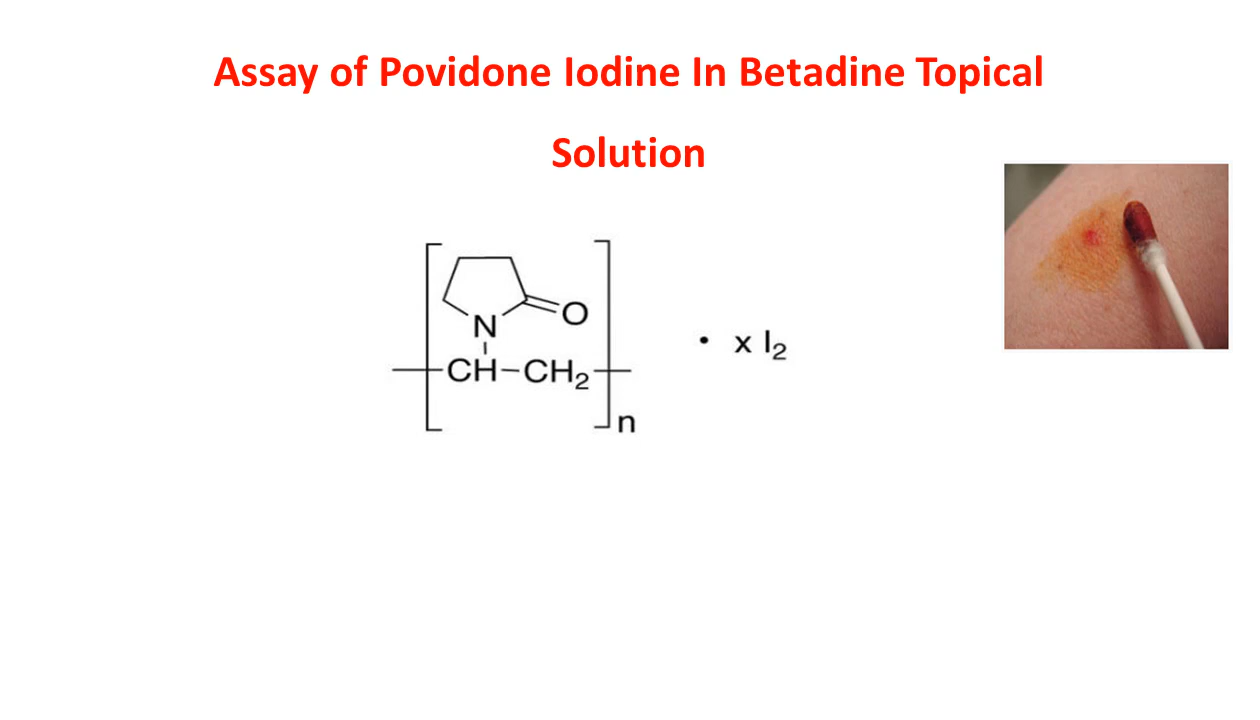 Assay of Povidone Iodine In Betadine Topical
Solution
O
N
CH–CH₂
n
• x I₂